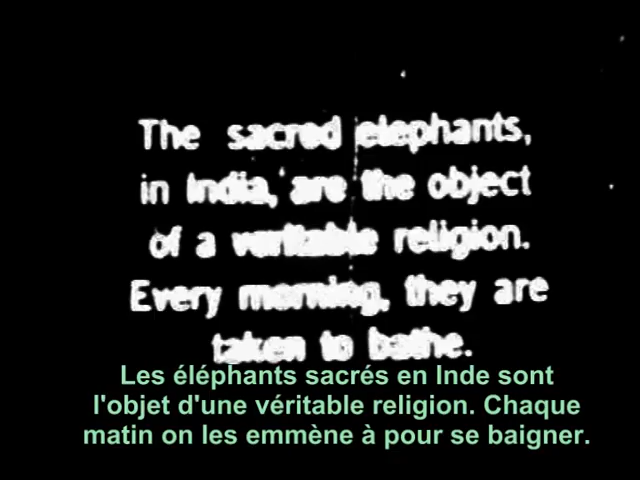 The sacred elephants,
in India, are the object
of a veritable religion.
Every morning, they are
taken to bathe.
Les éléphants sacrés en Inde sont
l'objet d'une véritable religion. Chaque
matin on les emmène à pour se baigner.